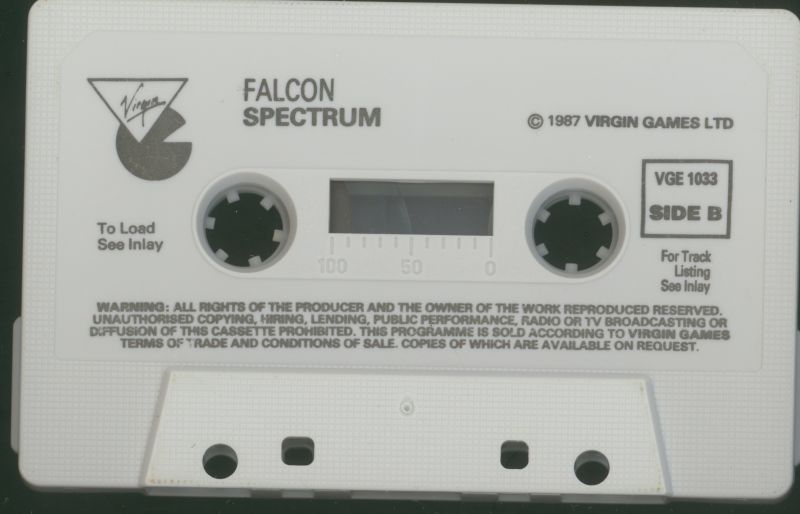 Virgin
FALCON
SPECTRUM
© 1987 VIRGIN GAMES LTD
VGE 1033
SIDE B
To Load
See Inlay
100 50 0
For Track
Listing
See Inlay
WARNING: ALL RIGHTS OF THE PRODUCER AND THE OWNER OF THE WORK REPRODUCED RESERVED.
UNAUTHORISED COPYING, HIRING, LENDING, PUBLIC PERFORMANCE, RADIO OR TV BROADCASTING OR
DIFFUSION OF THIS CASSETTE PROHIBITED. THIS PROGRAMME IS SOLD ACCORDING TO VIRGIN GAMES
TERMS OF TRADE AND CONDITIONS OF SALE. COPIES OF WHICH ARE AVAILABLE ON REQUEST.